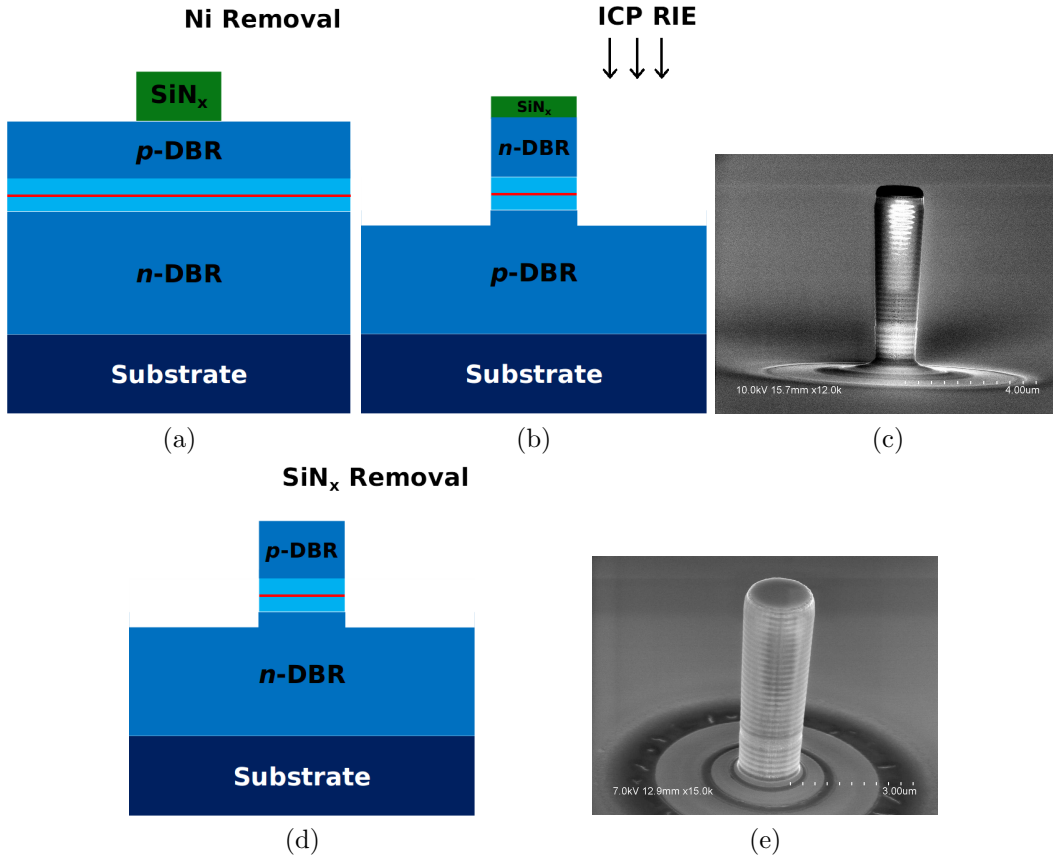 Ni Removal
ICP RIE
SiNₓ
p-DBR
n-DBR
Substrate
SiNₓ
n-DBR
p-DBR
Substrate
10.0kV 15.7mm x12.0k
4.00um
(a)
(b)
(c)
SiNₓ Removal
p-DBR
n-DBR
Substrate
7.0kV 12.9mm x15.0k
3.00um
(d)
(e)